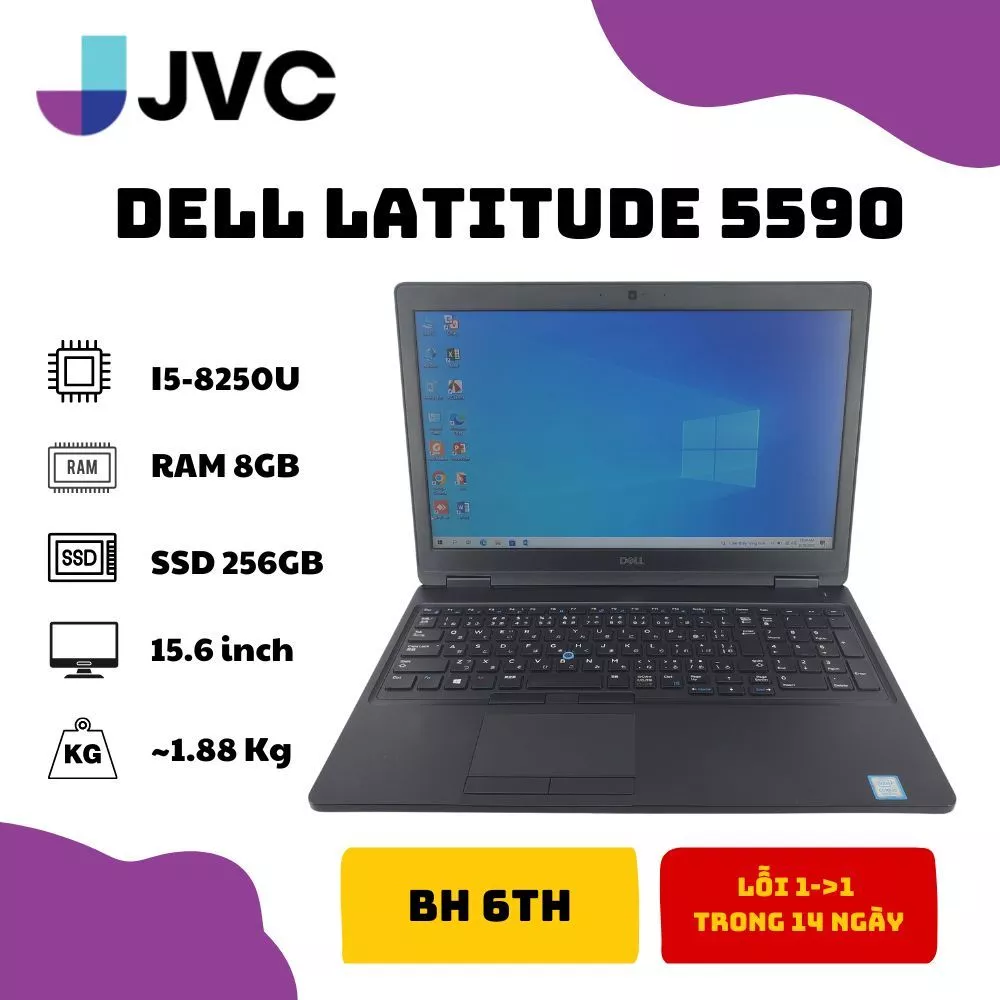 JVC
DELL LATITUDE 5590
I5-8250U
RAM
RAM 8GB
SSD
SSD 256GB
15.6 inch
KG
~1.88 Kg
DELL
BH 6TH
LỖI 1->1
TRONG 14 NGÀY